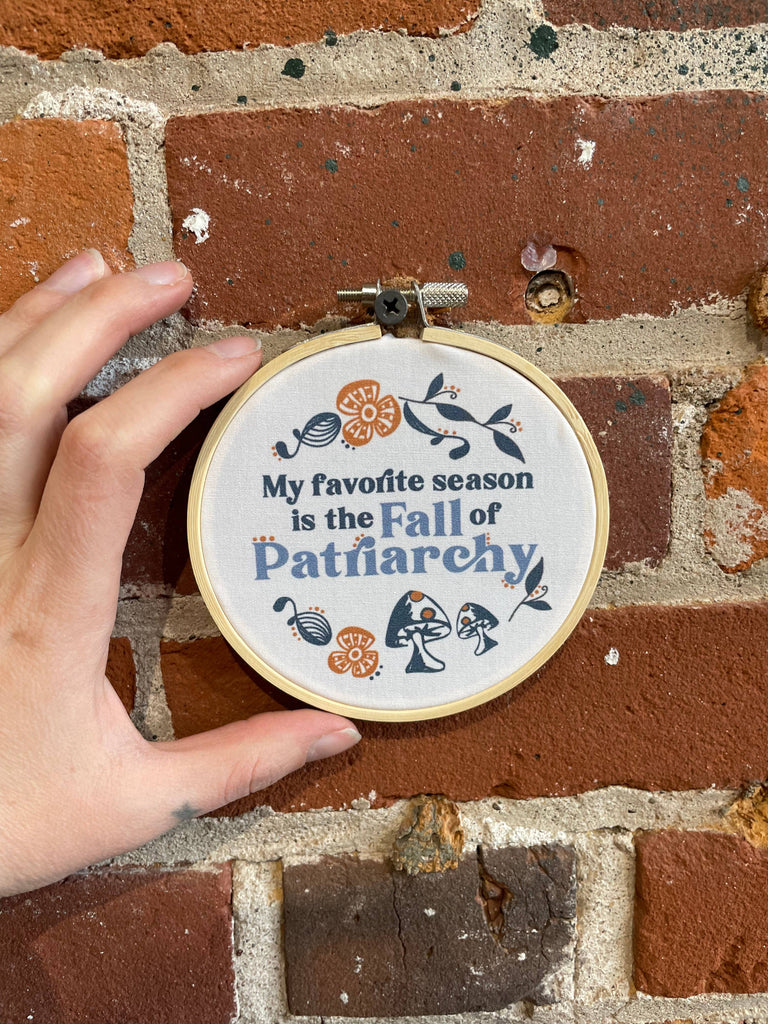 My favorite season
is the Fall of
Patriarchy